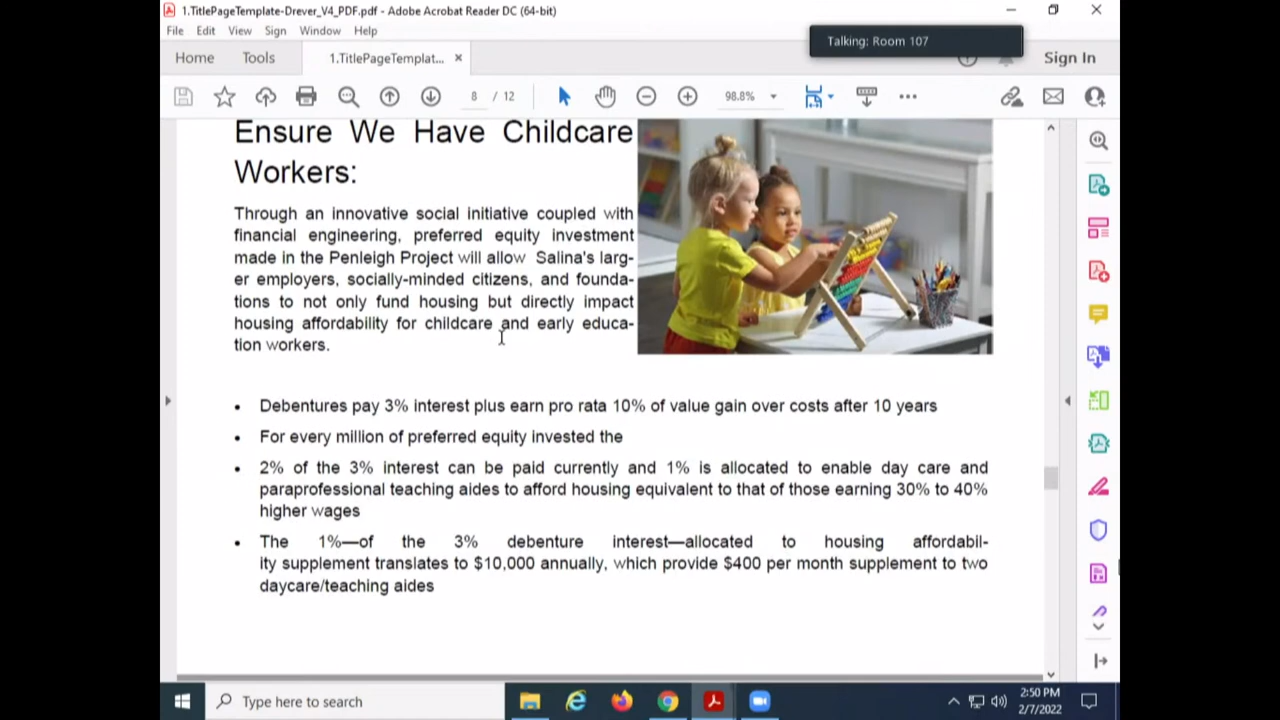 1.TitlePageTemplate-Drever_V4_PDF.pdf - Adobe Acrobat Reader DC (64-bit)
File Edit View Sign Window Help
Talking: Room 107
Home Tools 1.TitlePageTemplat... × Sign In
8 / 12 98.8%
Ensure We Have Childcare
Workers:
Through an innovative social initiative coupled with
financial engineering, preferred equity investment
made in the Penleigh Project will allow Salina's larg-
er employers, socially-minded citizens, and founda-
tions to not only fund housing but directly impact
housing affordability for childcare and early educa-
tion workers.
• Debentures pay 3% interest plus earn pro rata 10% of value gain over costs after 10 years
• For every million of preferred equity invested the
• 2% of the 3% interest can be paid currently and 1% is allocated to enable day care and
paraprofessional teaching aides to afford housing equivalent to that of those earning 30% to 40%
higher wages
• The 1%—of the 3% debenture interest—allocated to housing affordabil-
ity supplement translates to $10,000 annually, which provide $400 per month supplement to two
daycare/teaching aides
Type here to search
2:50 PM
2/7/2022